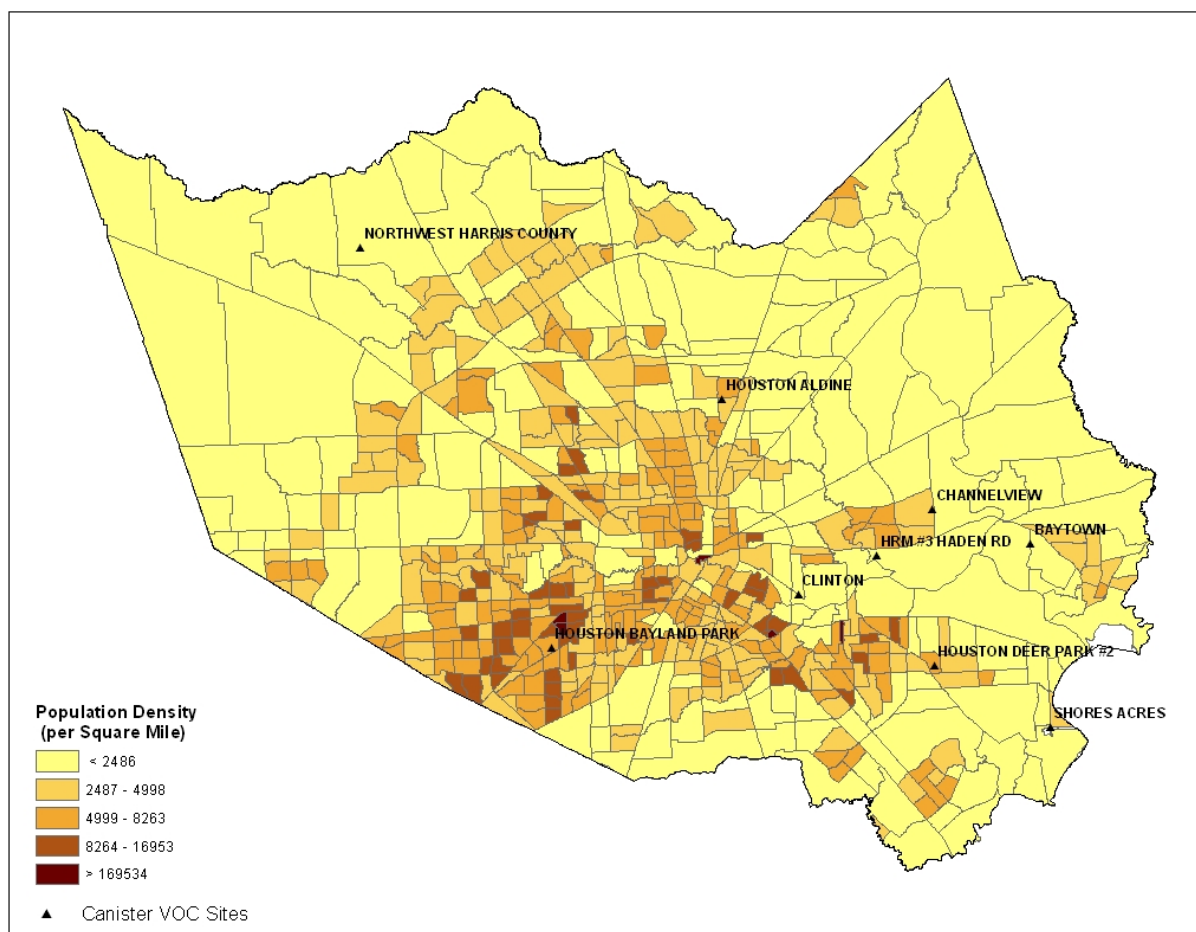 NORTHWEST HARRIS COUNTY
HOUSTON ALDINE
CHANNELVIEW
BAYTOWN
HRM #3 HADEN RD
CLINTON
HOUSTON BAYLAND PARK
HOUSTON DEER PARK #2
SHORES ACRES
Population Density
(per Square Mile)
< 2486
2487 - 4998
4999 - 8263
8264 - 16953
> 169534
Canister VOC Sites